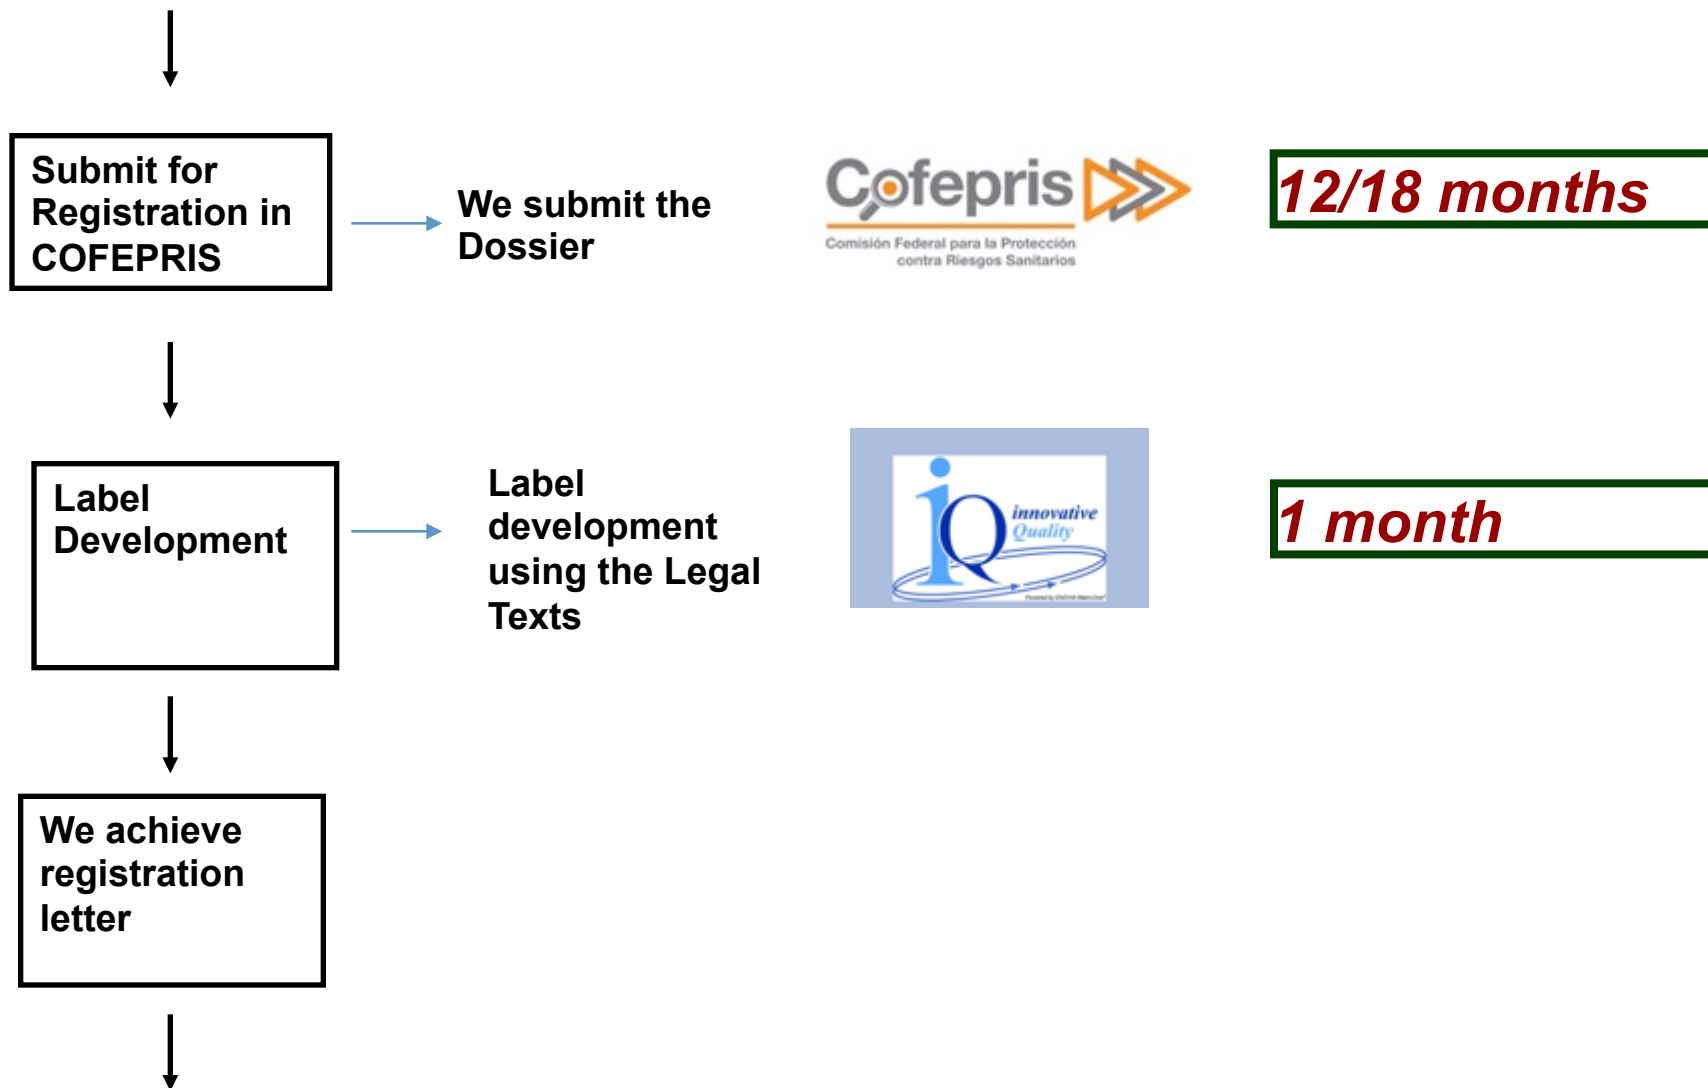 Submit for
Registration in
COFEPRIS
We submit the
Dossier
Cofepris
Comisión Federal para la Protección
contra Riesgos Sanitarios
12/18 months
Label
Development
Label
development
using the Legal
Texts
iQ
innovative
Quality
1 month
We achieve
registration
letter